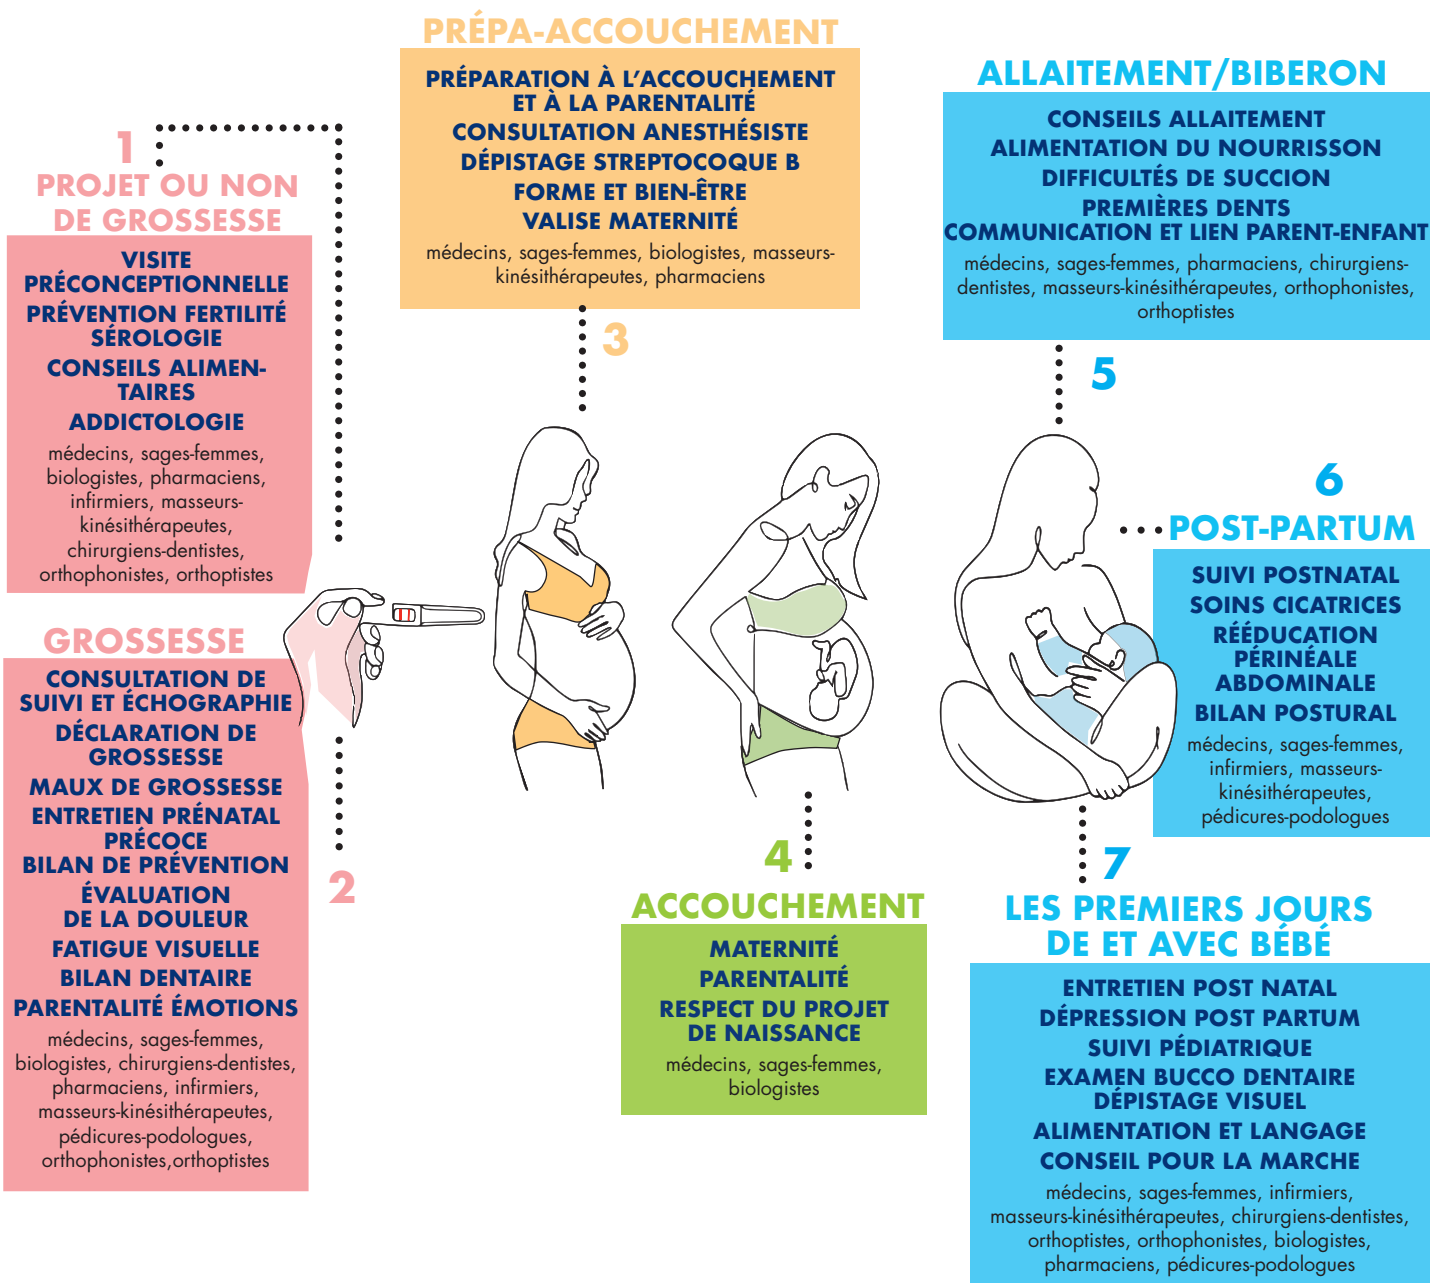 1
PROJET OU NON
DE GROSSESSE
VISITE
PRÉCONCEPTIONNELLE
PRÉVENTION FERTILITÉ
SÉROLOGIE
CONSEILS ALIMEN-
TAIRES
ADDICTOLOGIE
médecins, sages-femmes,
biologistes, pharmaciens,
infirmiers, masseurs-
kinésithérapeutes,
chirurgiens-dentistes,
orthophonistes, orthoptistes
GROSSESSE
CONSULTATION DE
SUIVI ET ÉCHOGRAPHIE
DÉCLARATION DE
GROSSESSE
MAUX DE GROSSESSE
ENTRETIEN PRÉNATAL
PRÉCOCE
BILAN DE PRÉVENTION
ÉVALUATION
DE LA DOULEUR
FATIGUE VISUELLE
BILAN DENTAIRE
PARENTALITÉ ÉMOTIONS
médecins, sages-femmes,
biologistes, chirurgiens-dentistes,
pharmaciens, infirmiers,
masseurs-kinésithérapeutes,
pédicures-podologues,
orthophonistes,orthoptistes
2
PRÉPA-ACCOUCHEMENT
PRÉPARATION À L'ACCOUCHEMENT
ET À LA PARENTALITÉ
CONSULTATION ANESTHÉSISTE
DÉPISTAGE STREPTOCOQUE B
FORME ET BIEN-ÊTRE
VALISE MATERNITÉ
médecins, sages-femmes, biologistes, masseurs-
kinésithérapeutes, pharmaciens
3
4
ACCOUCHEMENT
MATERNITÉ
PARENTALITÉ
RESPECT DU PROJET
DE NAISSANCE
médecins, sages-femmes,
biologistes
ALLAITEMENT/BIBERON
CONSEILS ALLAITEMENT
ALIMENTATION DU NOURRISSON
DIFFICULTÉS DE SUCCION
PREMIÈRES DENTS
COMMUNICATION ET LIEN PARENT-ENFANT
médecins, sages-femmes, pharmaciens, chirurgiens-
dentistes, masseurs-kinésithérapeutes, orthophonistes,
orthoptistes
5
6
POST-PARTUM
SUIVI POSTNATAL
SOINS CICATRICES
RÉÉDUCATION
PÉRINÉALE
ABDOMINALE
BILAN POSTURAL
médecins, sages-femmes,
infirmiers, masseurs-
kinésithérapeutes,
pédicures-podologues
7
LES PREMIERS JOURS
DE ET AVEC BÉBÉ
ENTRETIEN POST NATAL
DÉPRESSION POST PARTUM
SUIVI PÉDIATRIQUE
EXAMEN BUCCO DENTAIRE
DÉPISTAGE VISUEL
ALIMENTATION ET LANGAGE
CONSEIL POUR LA MARCHE
médecins, sages-femmes, infirmiers,
masseurs-kinésithérapeutes, chirurgiens-dentistes,
orthoptistes, orthophonistes, biologistes,
pharmaciens, pédicures-podologues